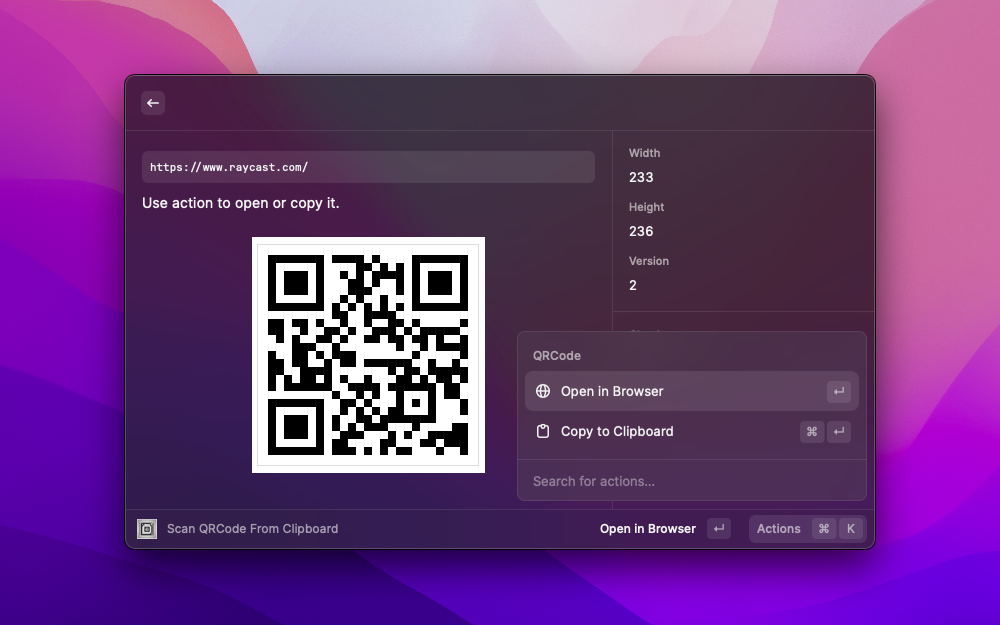 https://www.raycast.com/
Use action to open or copy it.
Width
233
Height
236
Version
2
QRCode
Open in Browser ↵
Copy to Clipboard ⌘ ↵
Search for actions...
Scan QRCode From Clipboard
Open in Browser ↵
Actions ⌘ K